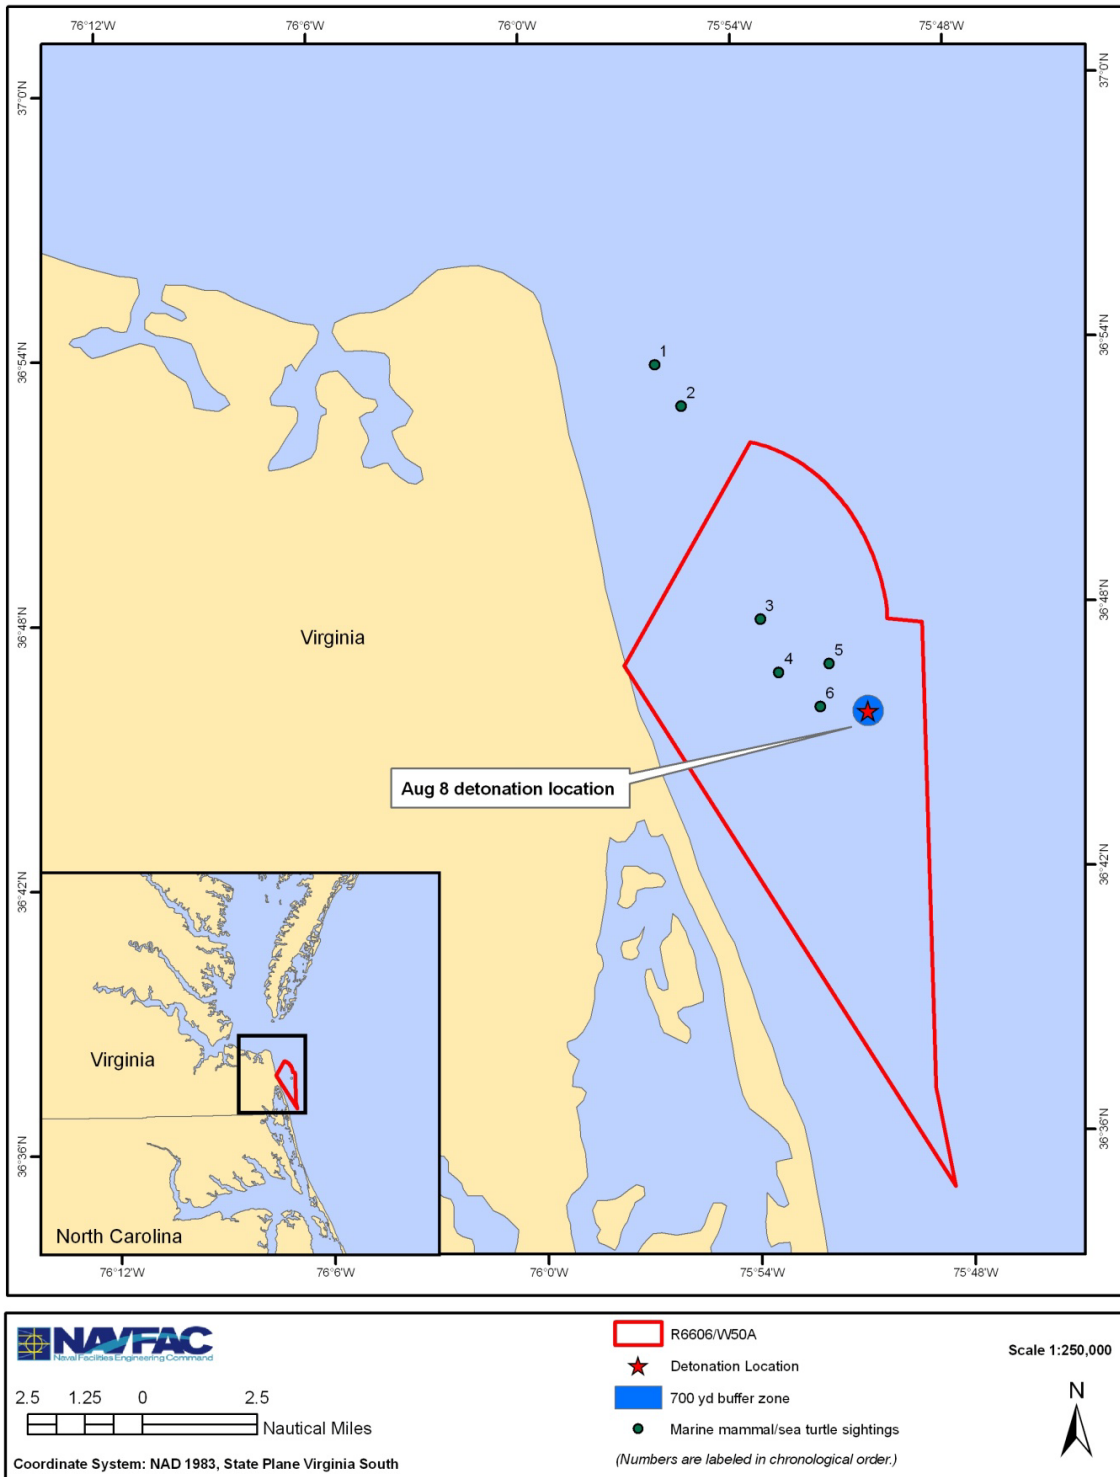 76°12'W 76°6'W 76°0'W 75°54'W 75°48'W
37°0'N
37°0'N
36°54'N
36°54'N
1
2
36°48'N
36°48'N
3
Virginia
5
4
6
Aug 8 detonation location
36°42'N
36°42'N
Virginia
36°36'N
36°36'N
North Carolina
76°12'W 76°6'W 76°0'W 75°54'W 75°48'W
NAVFAC
Naval Facilities Engineering Command
R6606/W50A
Scale 1:250,000
Detonation Location
2.5 1.25 0 2.5
Nautical Miles
700 yd buffer zone
N
Marine mammal/sea turtle sightings
Coordinate System: NAD 1983, State Plane Virginia South
(Numbers are labeled in chronological order.)